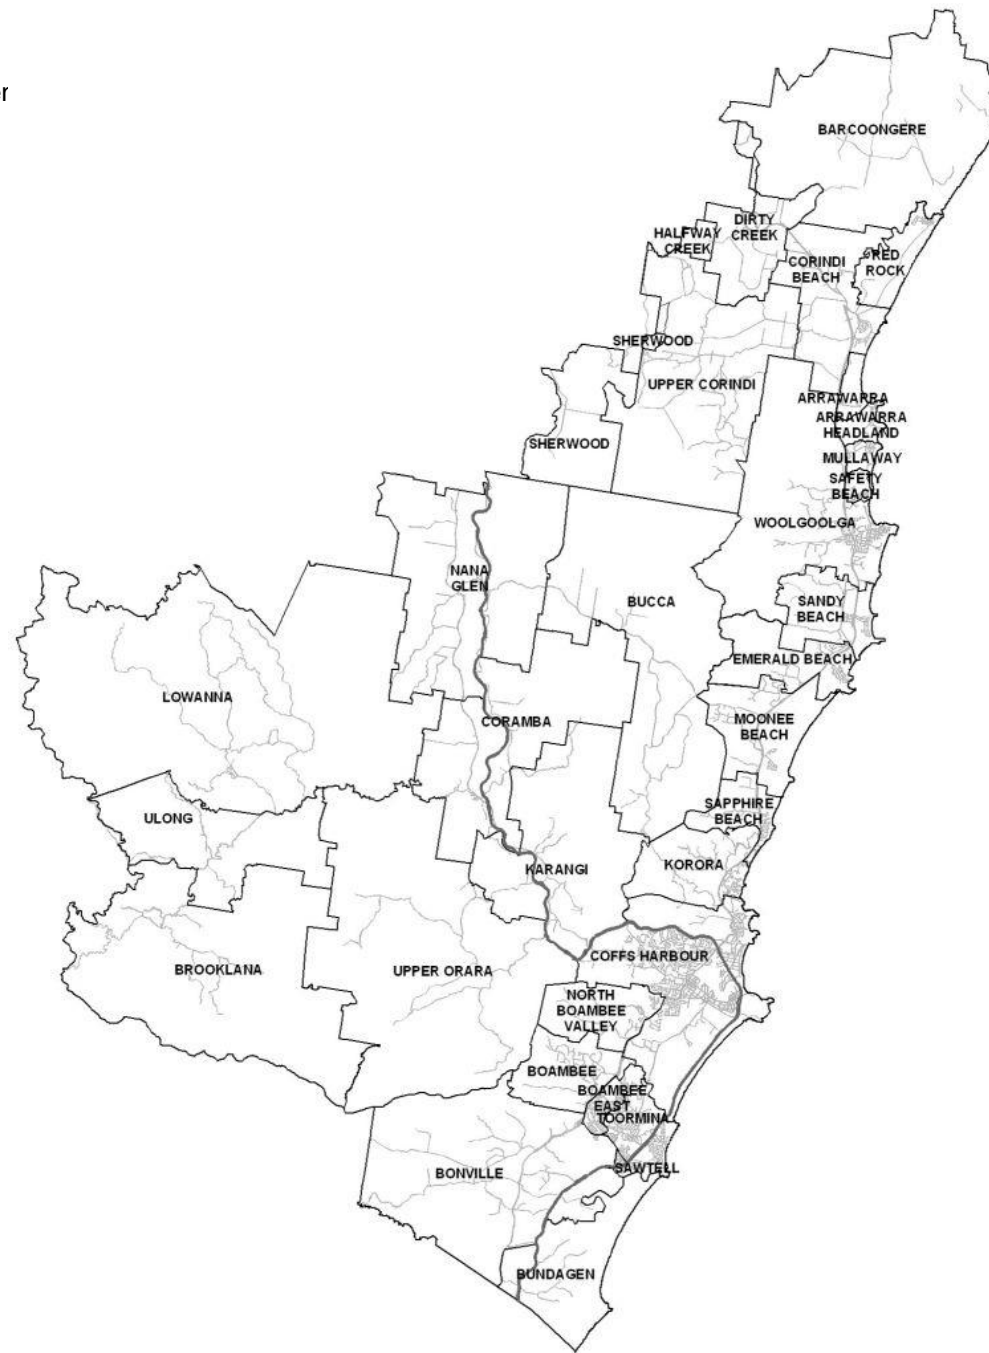 er
BARCOONGERE
DIRTY
CREEK
HALFWAY
CREEK
RED
ROCK
CORINDI
BEACH
SHERWOOD
UPPER CORINDI
ARRAWARRA
ARRAWARRA
HEADLAND
SHERWOOD
MULLAWAY
SAFETY
BEACH
WOOLGOOLGA
NANA
GLEN
BUCCA
SANDY
BEACH
EMERALD BEACH
LOWANNA
CORAMBA
MOONEE
BEACH
SAPPHIRE
BEACH
ULONG
KARANGI
KORORA
COFFS HARBOUR
BROOKLANA
UPPER ORARA
NORTH
BOAMBEE
VALLEY
BOAMBEE
BOAMBEE
EAST
TOORMINA
SAWTELL
BONVILLE
BUNDAGEN